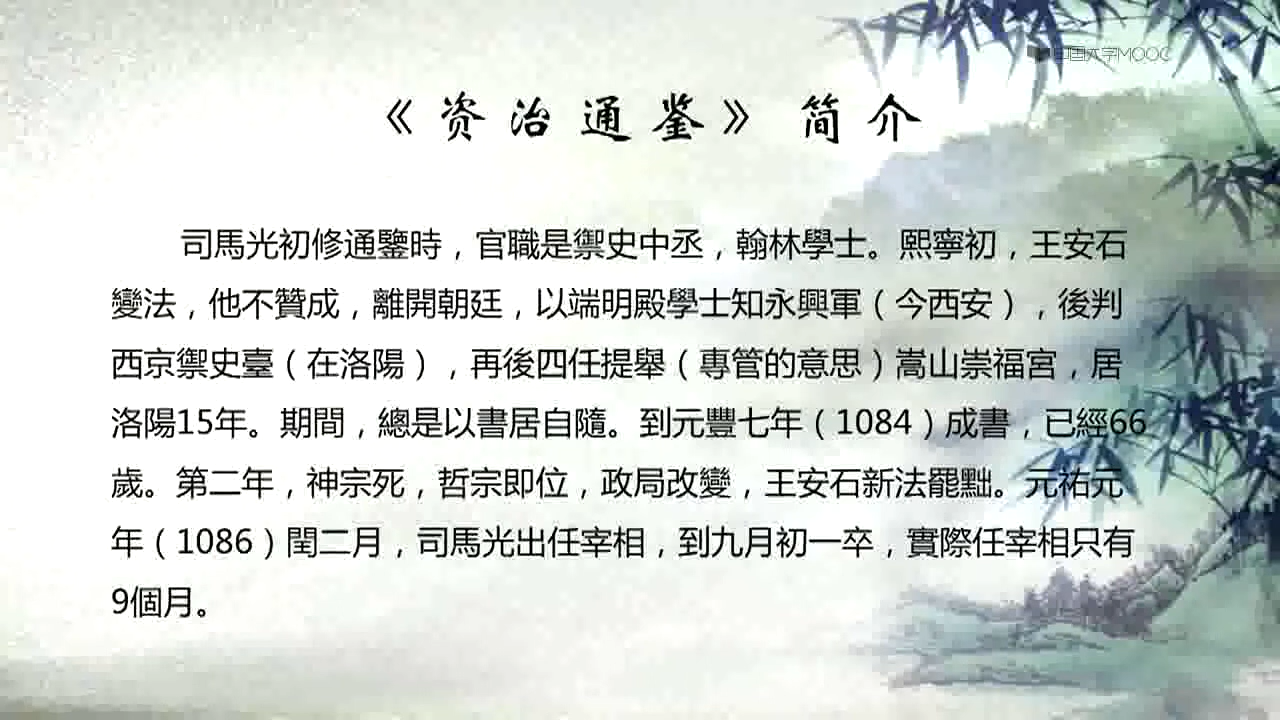 中国大学MOOC
《资治通鉴》简介
司馬光初修通鑒時，官職是禦史中丞，翰林學士。熙寧初，王安石
變法，他不贊成，離開朝廷，以端明殿學士知永興軍（今西安），後判
西京禦史臺（在洛陽），再後四任提舉（專管的意思）嵩山崇福宮，居
洛陽15年。期間，總是以書居自隨。到元豐七年（1084）成書，已經66
歲。第二年，神宗死，哲宗即位，政局改變，王安石新法罷黜。元祐元
年（1086）閏二月，司馬光出任宰相，到九月初一卒，實際任宰相只有
9個月。